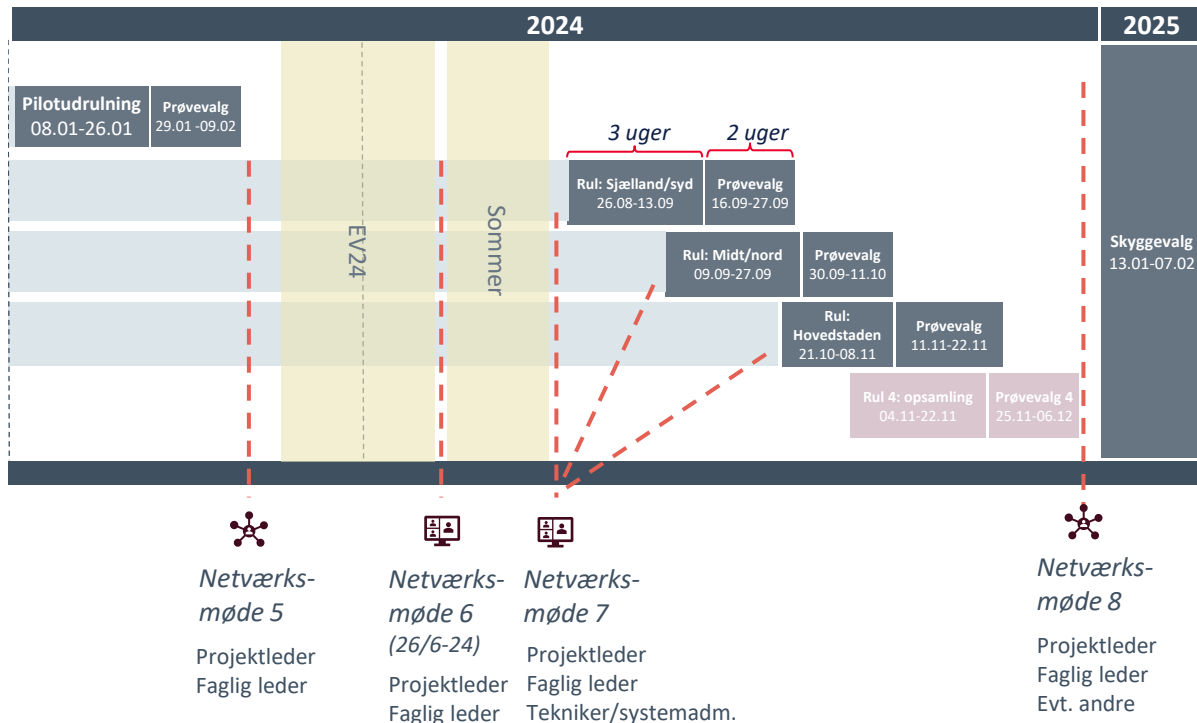 2024
2025
Pilotudrulning
08.01-26.01
Prøvevalg
29.01 -09.02
3 uger
2 uger
Rul: Sjælland/syd
26.08-13.09
Prøvevalg
16.09-27.09
EV24
Sommer
Rul: Midt/nord
09.09-27.09
Prøvevalg
30.09-11.10
Skyggevalg
13.01-07.02
Rul:
Hovedstaden
21.10-08.11
Prøvevalg
11.11-22.11
Rul 4: opsamling
04.11-22.11
Prøvevalg 4
25.11-06.12
Netværks-
møde 5
Projektleder
Faglig leder
Netværks-
møde 6
(26/6-24)
Projektleder
Faglig leder
Netværks-
møde 7
Projektleder
Faglig leder
Tekniker/systemadm.
Netværks-
møde 8
Projektleder
Faglig leder
Evt. andre